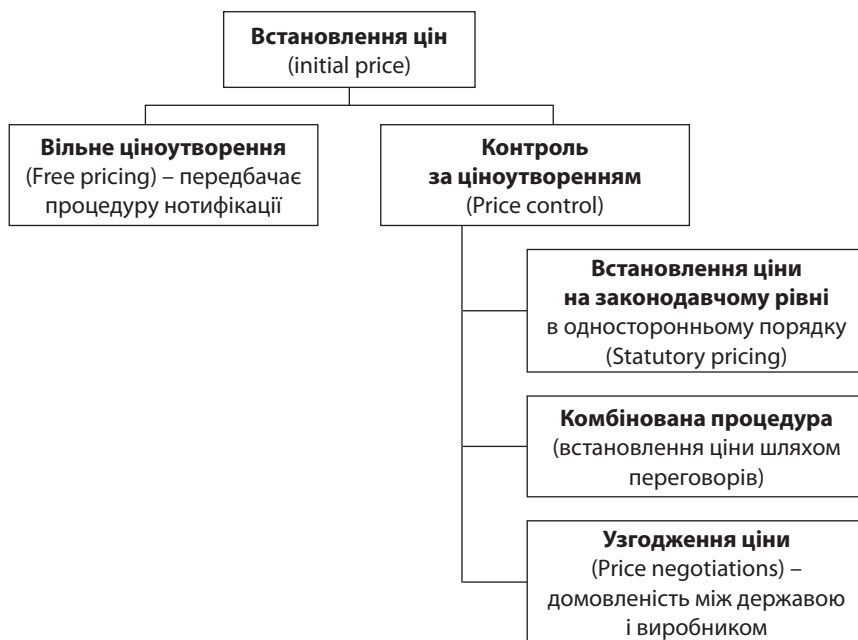 Встановлення цін
(initial price)
Вільне ціноутворення
(Free pricing) – передбачає
процедуру нотифікації
Контроль
за ціноутворенням
(Price control)
Встановлення ціни
на законодавчому рівні
в односторонньому порядку
(Statutory pricing)
Комбінована процедура
(встановлення ціни шляхом
переговорів)
Узгодження ціни
(Price negotiations) –
домовленість між державою
і виробником